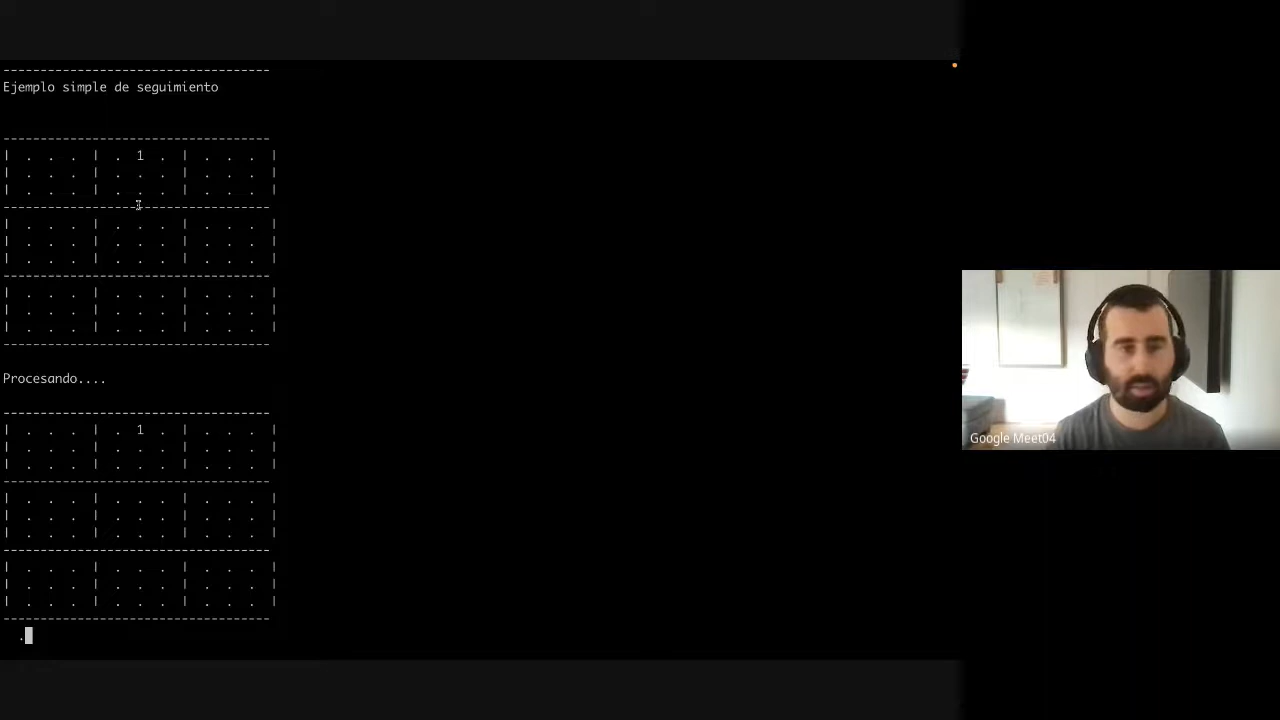 ------------------------------------
Ejemplo simple de seguimiento
------------------------------------
|  .  .  . |  .  1  . |  .  .  . |
|  .  .  . |  .  .  . |  .  .  . |
|  .  .  . |  .  .  . |  .  .  . |
------------------------------------
|  .  .  . |  .  .  . |  .  .  . |
|  .  .  . |  .  .  . |  .  .  . |
|  .  .  . |  .  .  . |  .  .  . |
------------------------------------
|  .  .  . |  .  .  . |  .  .  . |
|  .  .  . |  .  .  . |  .  .  . |
|  .  .  . |  .  .  . |  .  .  . |
------------------------------------
Procesando....
------------------------------------
|  .  .  . |  .  1  . |  .  .  . |
|  .  .  . |  .  .  . |  .  .  . |
|  .  .  . |  .  .  . |  .  .  . |
------------------------------------
|  .  .  . |  .  .  . |  .  .  . |
|  .  .  . |  .  .  . |  .  .  . |
|  .  .  . |  .  .  . |  .  .  . |
------------------------------------
|  .  .  . |  .  .  . |  .  .  . |
|  .  .  . |  .  .  . |  .  .  . |
|  .  .  . |  .  .  . |  .  .  . |
------------------------------------
.
Google Meet04